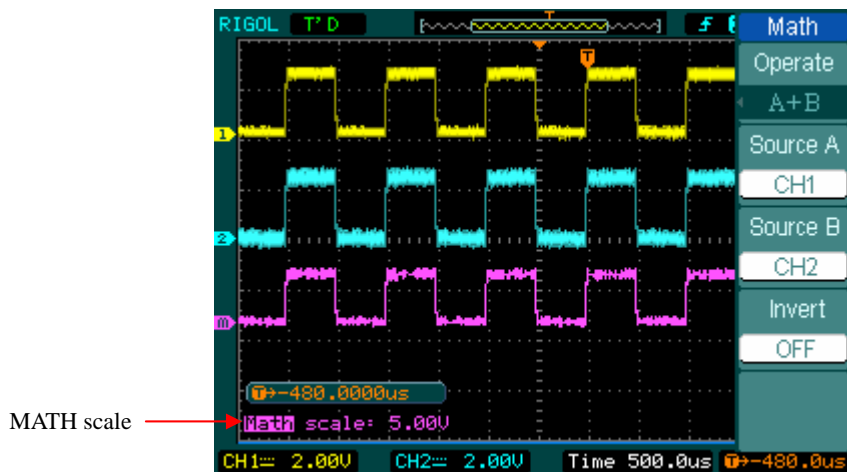 RIGOL T'D
T
Math
Operate
A+B
Source A
CH1
Source B
CH2
Invert
OFF
T
1
2
m
T→-480.0000us
MATH scale
Math scale: 5.00V
CH1 2.00V CH2 2.00V Time 500.0us T→-480.0us